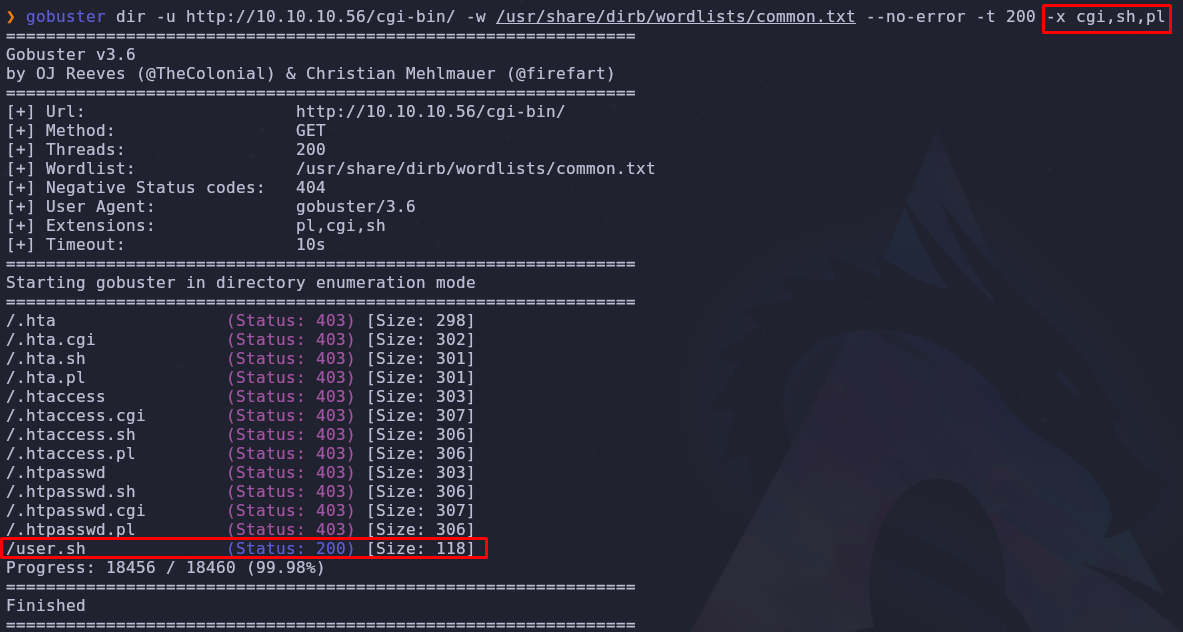 ❯ gobuster dir -u http://10.10.10.56/cgi-bin/ -w /usr/share/dirb/wordlists/common.txt --no-error -t 200 -x cgi,sh,pl
===============================================================
Gobuster v3.6
by OJ Reeves (@TheColonial) & Christian Mehlmauer (@firefart)
===============================================================
[+] Url:                     http://10.10.10.56/cgi-bin/
[+] Method:                  GET
[+] Threads:                 200
[+] Wordlist:                /usr/share/dirb/wordlists/common.txt
[+] Negative Status codes:   404
[+] User Agent:              gobuster/3.6
[+] Extensions:              pl,cgi,sh
[+] Timeout:                 10s
===============================================================
Starting gobuster in directory enumeration mode
===============================================================
/.hta                 (Status: 403) [Size: 298]
/.hta.cgi             (Status: 403) [Size: 302]
/.hta.sh              (Status: 403) [Size: 301]
/.hta.pl              (Status: 403) [Size: 301]
/.htaccess            (Status: 403) [Size: 303]
/.htaccess.cgi        (Status: 403) [Size: 307]
/.htaccess.sh         (Status: 403) [Size: 306]
/.htaccess.pl         (Status: 403) [Size: 306]
/.htpasswd            (Status: 403) [Size: 303]
/.htpasswd.sh         (Status: 403) [Size: 306]
/.htpasswd.cgi        (Status: 403) [Size: 307]
/.htpasswd.pl         (Status: 403) [Size: 306]
/user.sh              (Status: 200) [Size: 118]
Progress: 18456 / 18460 (99.98%)
===============================================================
Finished
===============================================================